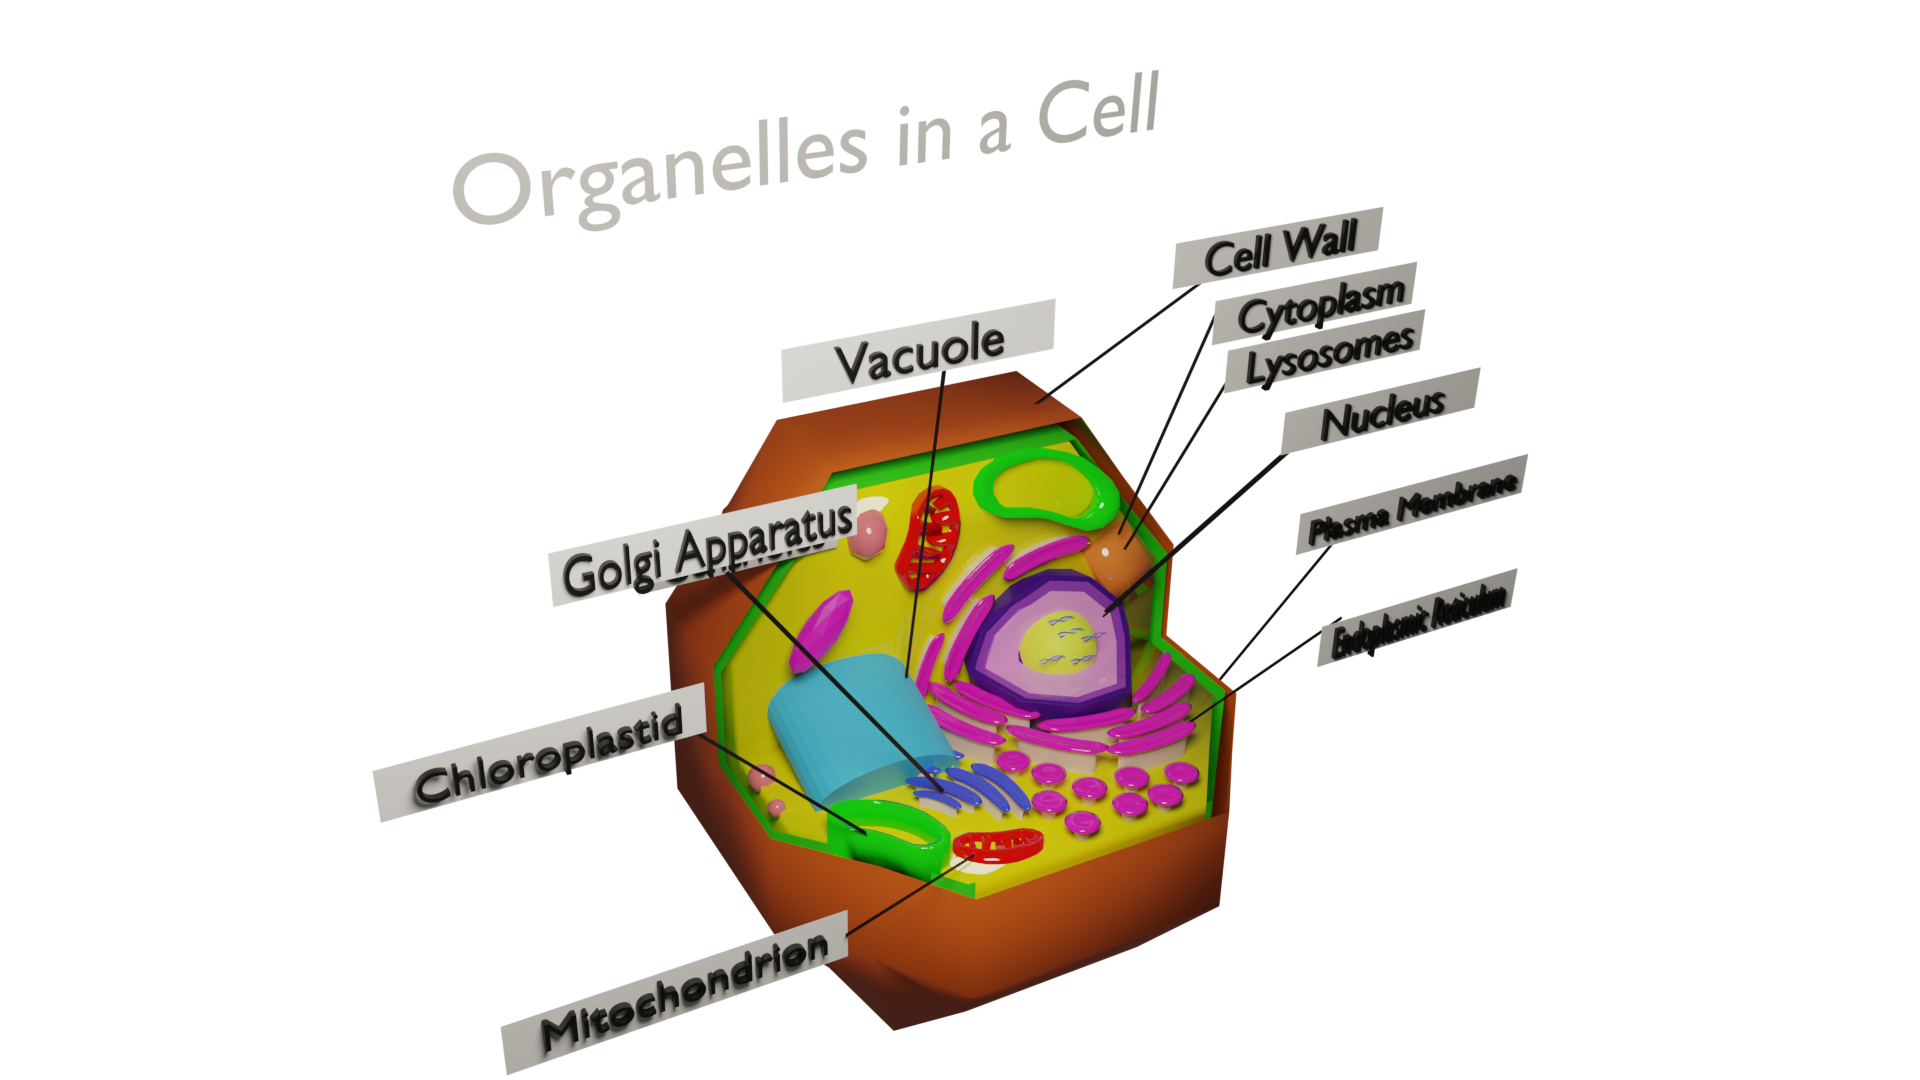 Organelles in a Cell
Cell Wall
Cytoplasm
Vacuole
Lysosomes
Nucleus
Plasma Membrane
Golgi Apparatus
Endoplasmic Reticulum
Chloroplastid
Mitochondrion